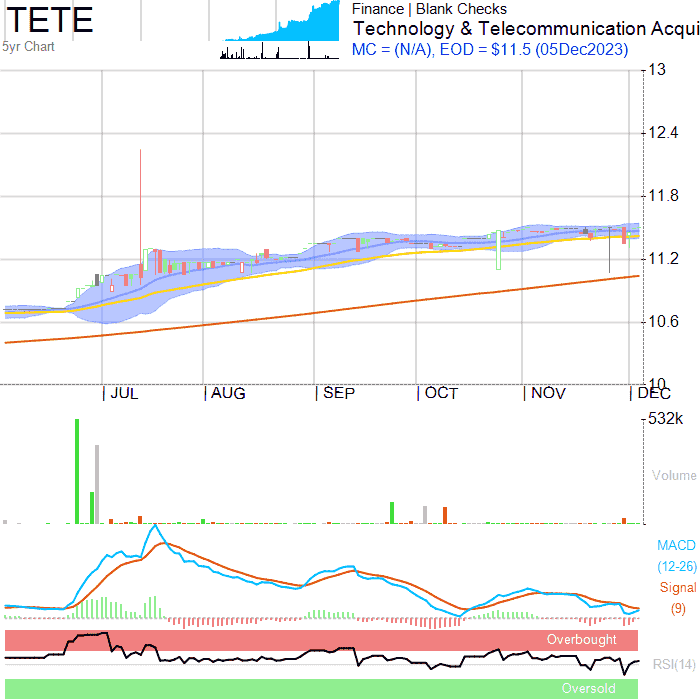 TETE
5yr Chart
Finance | Blank Checks
Technology & Telecommunication Acqui
MC = (N/A), EOD = $11.5 (05Dec2023)
13
12.4
11.8
11.2
10.6
10
JUL AUG SEP OCT NOV DEC
532k
Volume
MACD
(12-26)
Signal
(9)
Overbought
RSI(14)
Oversold